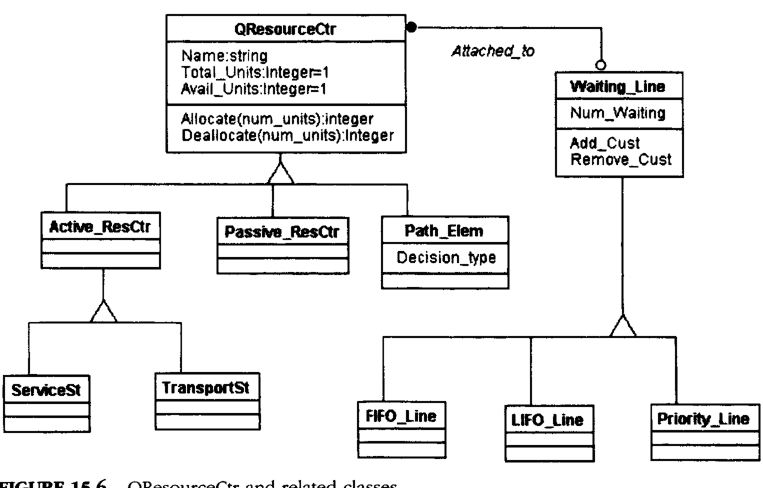 QResourceCtr
Name:string
Total_Units:Integer=1
Avail_Units:Integer=1
Allocate(num_units):integer
Deallocate(num_units):Integer
Attached_to
Waiting_Line
Num_Waiting
Add_Cust
Remove_Cust
Active_ResCtr
Passive_ResCtr
Path_Elem
Decision_type
ServiceSt
TransportSt
FIFO_Line
LIFO_Line
Priority_Line
FIGURE 15.6 QResourceCtr and related classes